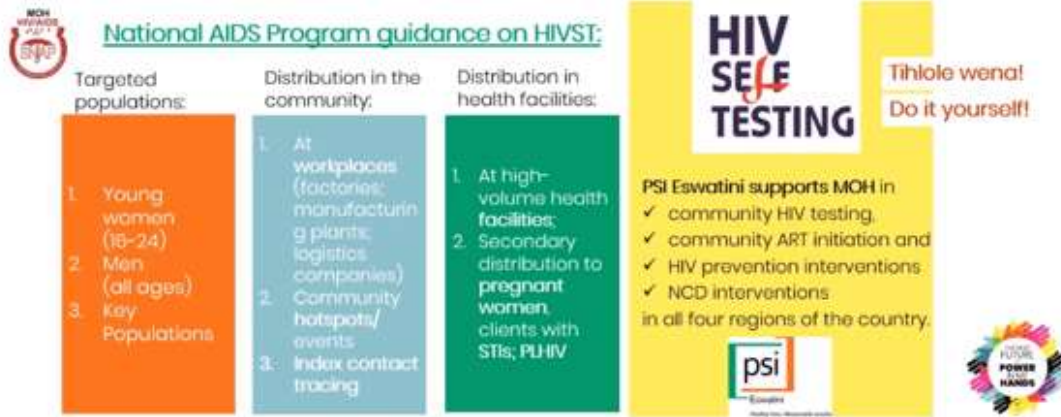 MOH
HIV/AIDS
SNAP
National AIDS Program guidance on HIVST:
Targeted
populations:
1. Young
women
(16-24)
2. Men
(all ages)
3. Key
Populations
Distribution in the
community:
1. At
workplaces
(factories;
manufacturin
g plants;
logistics
companies)
2. Community
hotspots/
events
3. Index contact
tracing
Distribution in
health facilities:
1. At high-
volume health
facilities;
2. Secondary
distribution to
pregnant
women,
clients with
STIs; PLHIV
HIV
SELF
TESTING
Tihlole wena!
Do it yourself!
PSI Eswatini supports MOH in
✓ community HIV testing,
✓ community ART initiation and
✓ HIV prevention interventions
✓ NCD interventions
in all four regions of the country.
psi
Eswatini
FUTURE
POWER
HANDS